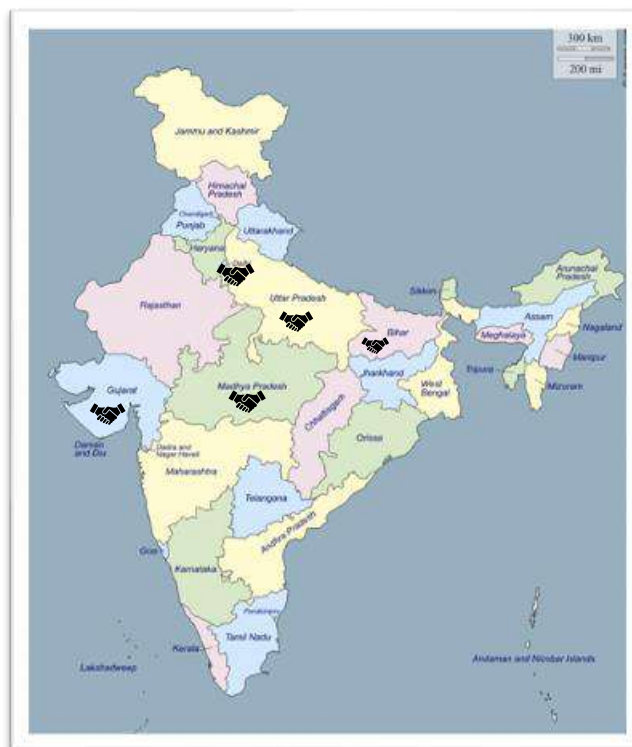 300 km
200 mi
Jammu and Kashmir
Himachal
Pradesh
Chandigarh
Punjab
Uttarakhand
Haryana
Delhi
Arunachal
Pradesh
Sikkim
Rajasthan
Uttar Pradesh
Assam
Nagaland
Bihar
Meghalaya
Manipur
Tripura
Mizoram
Jharkhand
West
Bengal
Gujarat
Madhya Pradesh
Chhattisgarh
Daman
and Diu
Dadra and
Nagar Haveli
Orissa
Maharashtra
Telangana
Andhra Pradesh
Goa
Karnataka
Tamil Nadu
Kerala
Lakshadweep
Andaman and Nicobar Islands